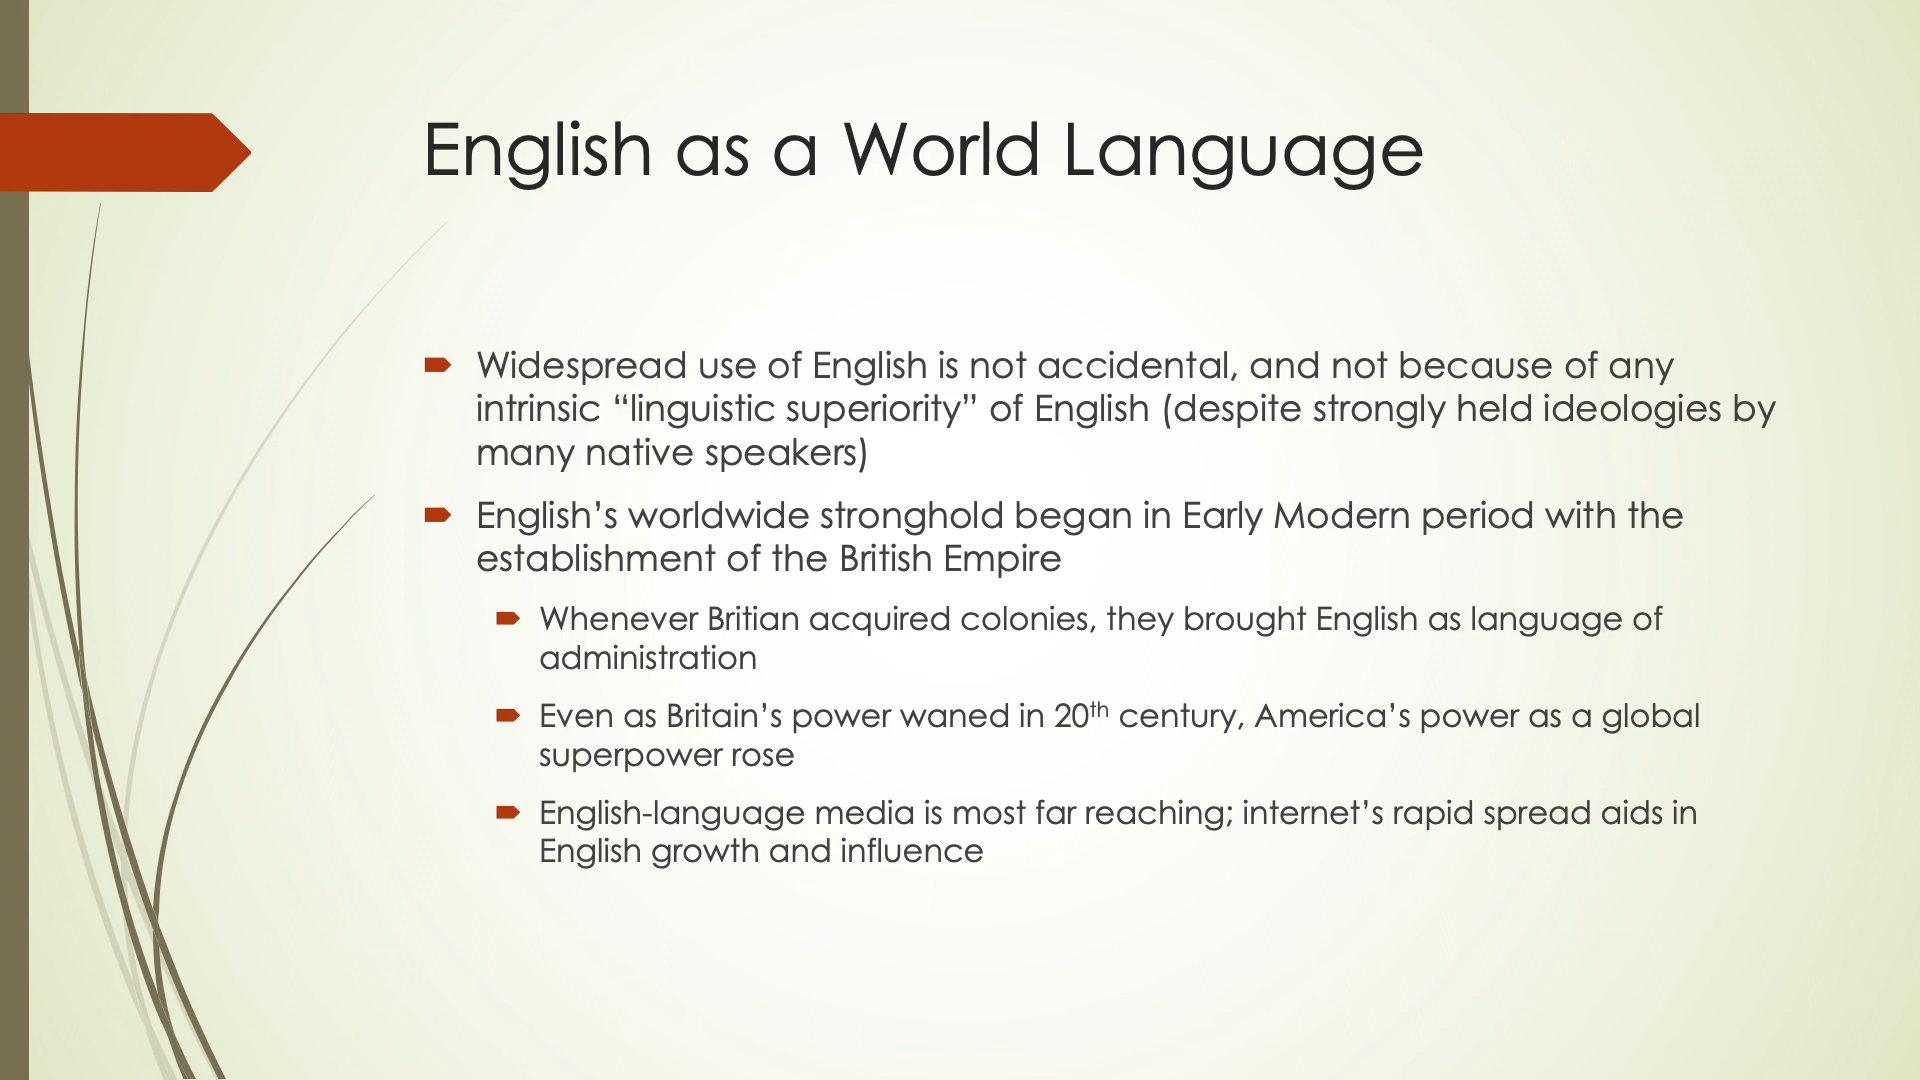 English as a World Language
Widespread use of English is not accidental, and not because of any
intrinsic “linguistic superiority” of English (despite strongly held ideologies by
many native speakers)
English’s worldwide stronghold began in Early Modern period with the
establishment of the British Empire
Whenever Britian acquired colonies, they brought English as language of
administration
Even as Britain’s power waned in 20th century, America’s power as a global
superpower rose
English-language media is most far reaching; internet’s rapid spread aids in
English growth and influence